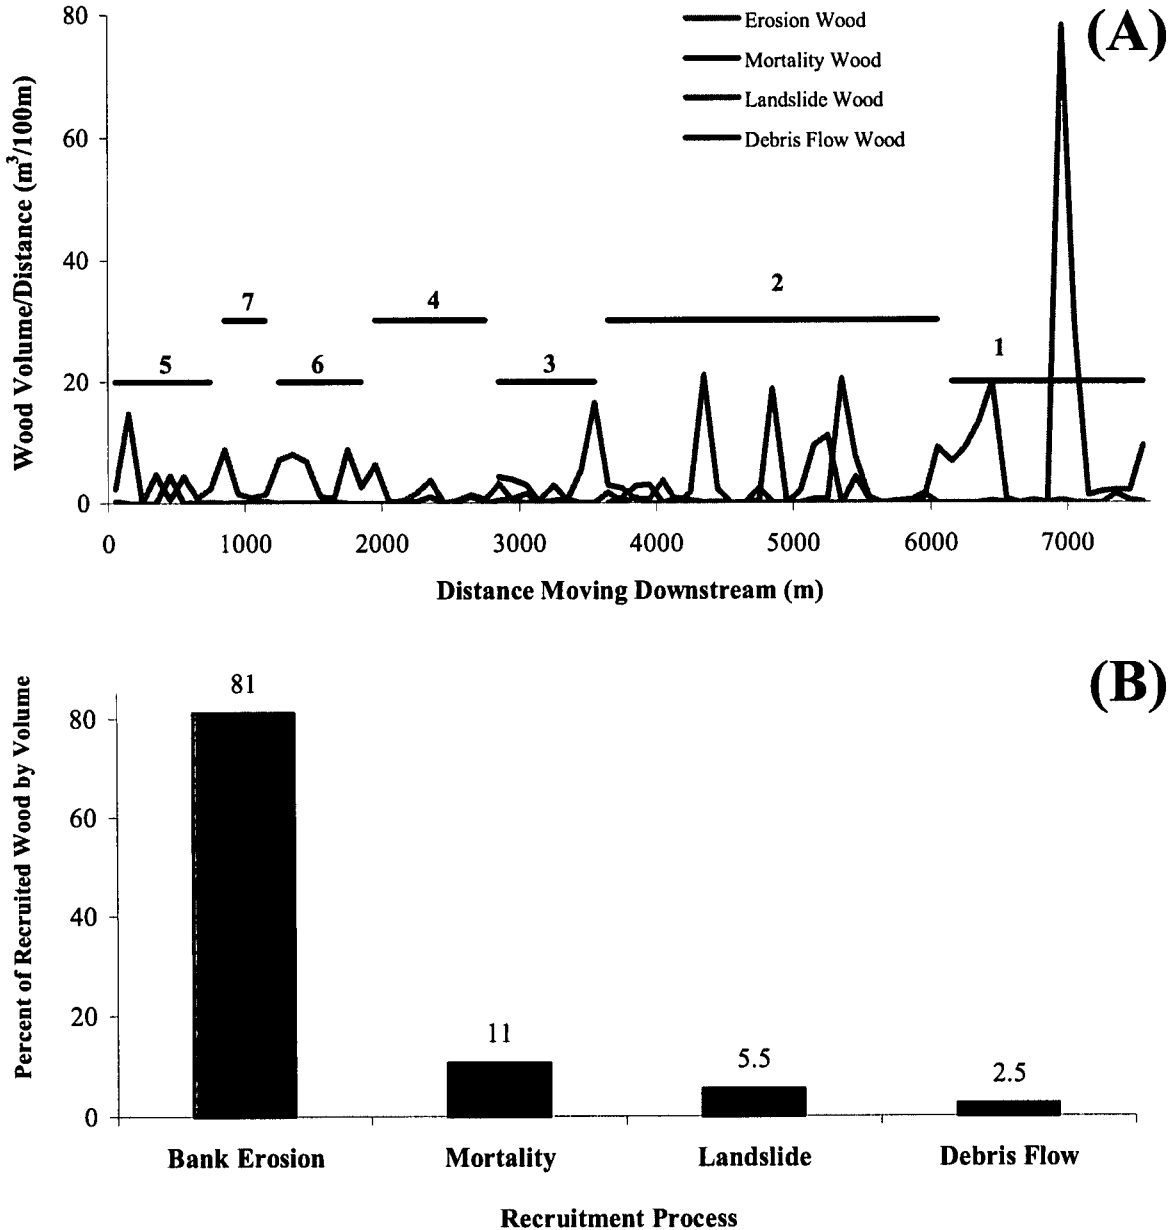 (A)
Wood Volume/Distance (m³/100m)
80
60
40
20
0
Erosion Wood
Mortality Wood
Landslide Wood
Debris Flow Wood
7
4
2
5
6
3
1
0 1000 2000 3000 4000 5000 6000 7000
Distance Moving Downstream (m)
(B)
Percent of Recruited Wood by Volume
80
60
40
20
0
81
11
5.5
2.5
Bank Erosion Mortality Landslide Debris Flow
Recruitment Process